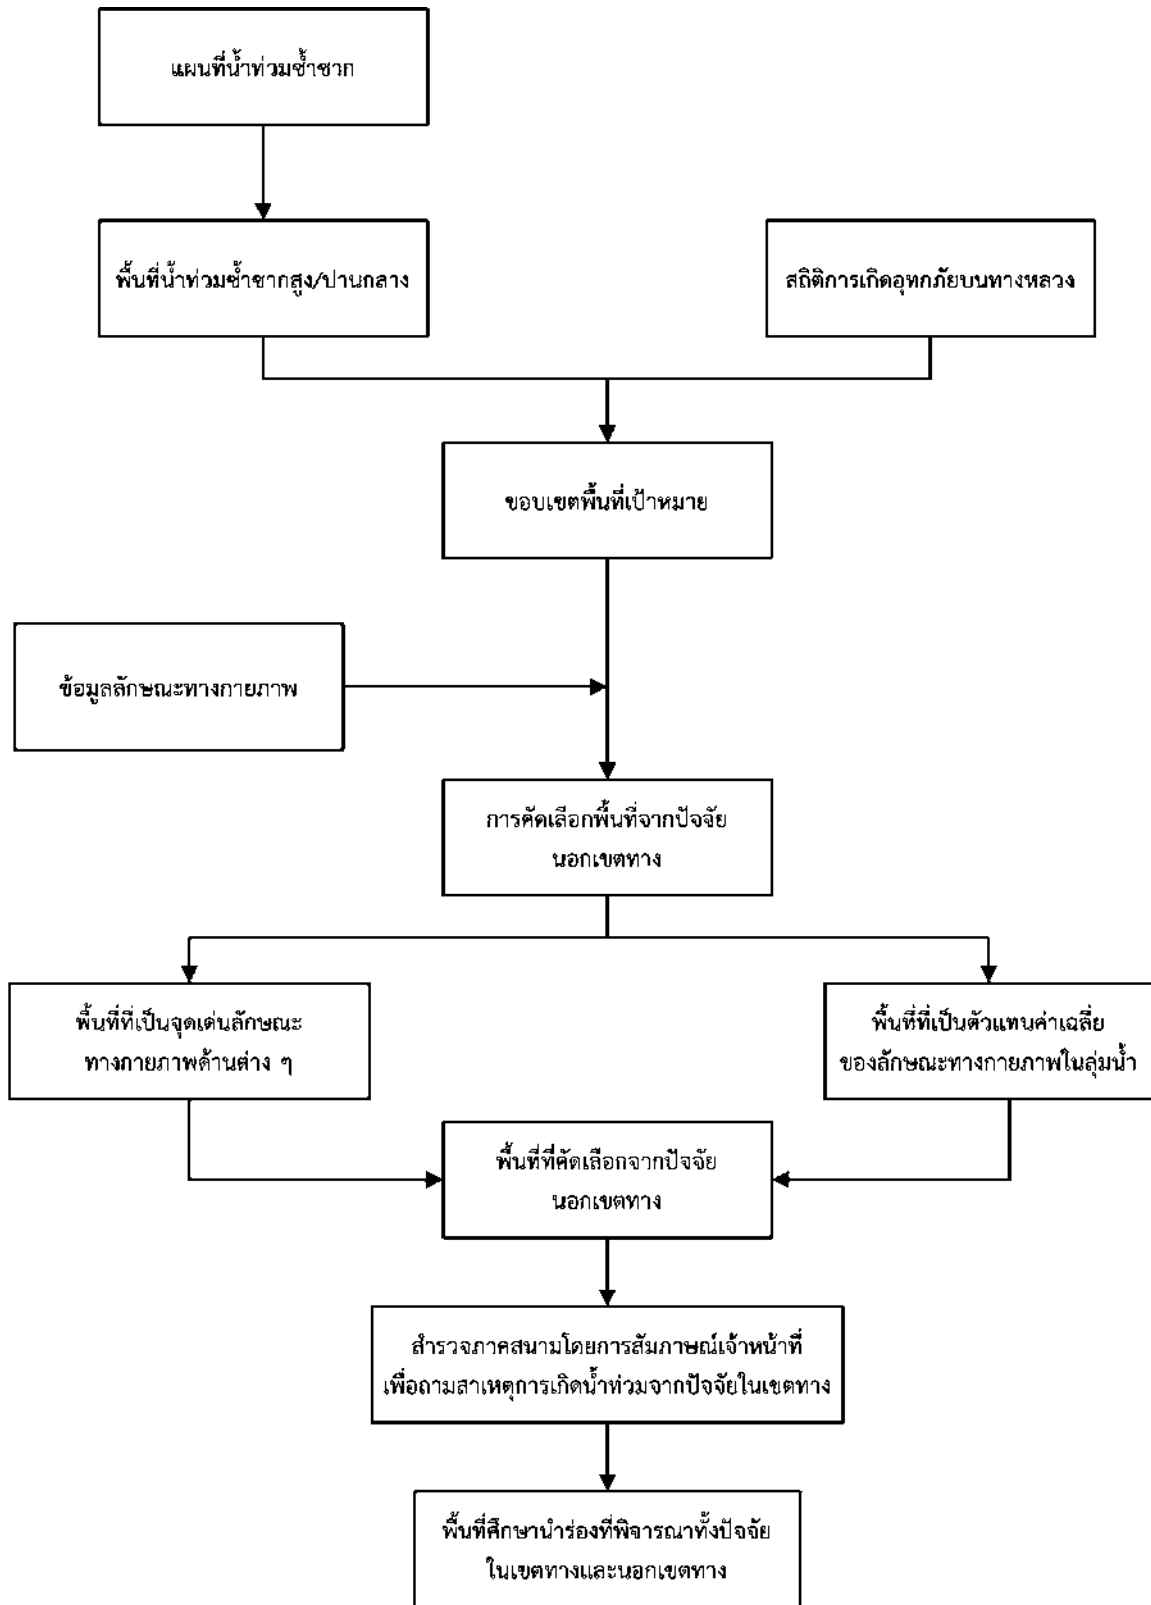 แผนที่น้ำท่วมซ้ำซาก
พื้นที่น้ำท่วมซ้ำซากสูง/ปานกลาง
สถิติการเกิดอุทกภัยบนทางหลวง
ขอบเขตพื้นที่เป้าหมาย
ข้อมูลลักษณะทางกายภาพ
การคัดเลือกพื้นที่จากปัจจัย
นอกเขตทาง
พื้นที่ที่เป็นจุดเด่นลักษณะ
ทางกายภาพด้านต่าง ๆ
พื้นที่ที่เป็นตัวแทนค่าเฉลี่ย
ของลักษณะทางกายภาพในลุ่มน้ำ
พื้นที่ที่คัดเลือกจากปัจจัย
นอกเขตทาง
สำรวจภาคสนามโดยการสัมภาษณ์เจ้าหน้าที่
เพื่อถามสาเหตุการเกิดน้ำท่วมจากปัจจัยในเขตทาง
พื้นที่ศึกษานำร่องที่พิจารณาทั้งปัจจัย
ในเขตทางและนอกเขตทาง